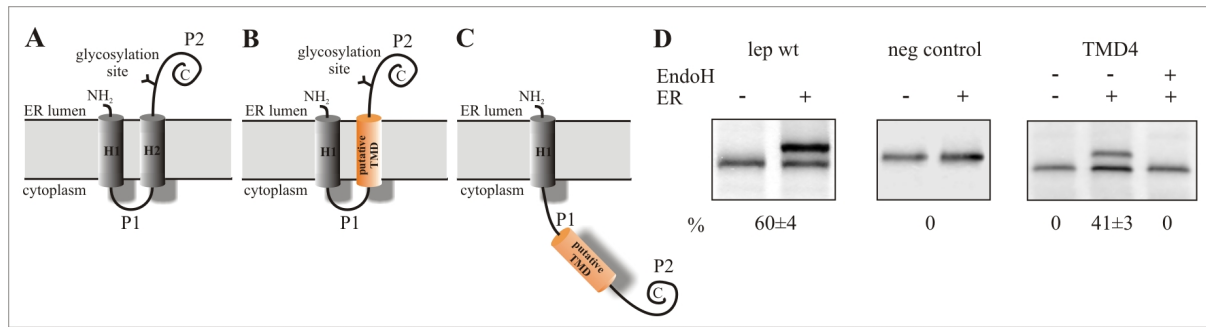 A
P2
glycosylation
site
C
NH2
ER lumen
H1
H2
cytoplasm
P1
B
P2
glycosylation
site
C
NH2
ER lumen
H1
putative
TMD
cytoplasm
P1
C
NH2
ER lumen
H1
cytoplasm
P1
putative
TMD
P2
C
D
lep wt
neg control
TMD4
EndoH - - +
ER - + - + - + +
% 60±4 0 0 41±3 0